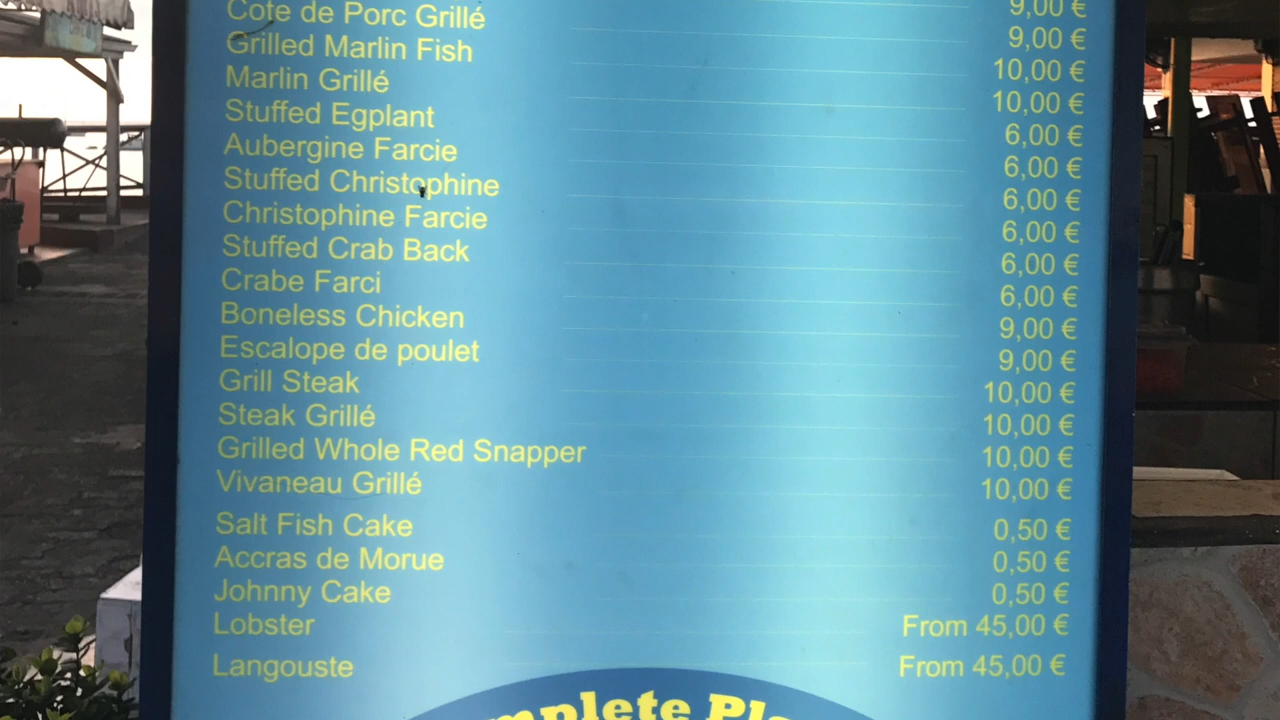 9,00 €
Cote de Porc Grillé 9,00 €
Grilled Marlin Fish 10,00 €
Marlin Grillé 10,00 €
Stuffed Egplant 6,00 €
Aubergine Farcie 6,00 €
Stuffed Christophine 6,00 €
Christophine Farcie 6,00 €
Stuffed Crab Back 6,00 €
Crabe Farci 6,00 €
Boneless Chicken 9,00 €
Escalope de poulet 9,00 €
Grill Steak 10,00 €
Steak Grillé 10,00 €
Grilled Whole Red Snapper 10,00 €
Vivaneau Grillé 10,00 €
Salt Fish Cake 0,50 €
Accras de Morue 0,50 €
Johnny Cake 0,50 €
Lobster From 45,00 €
Langouste From 45,00 €